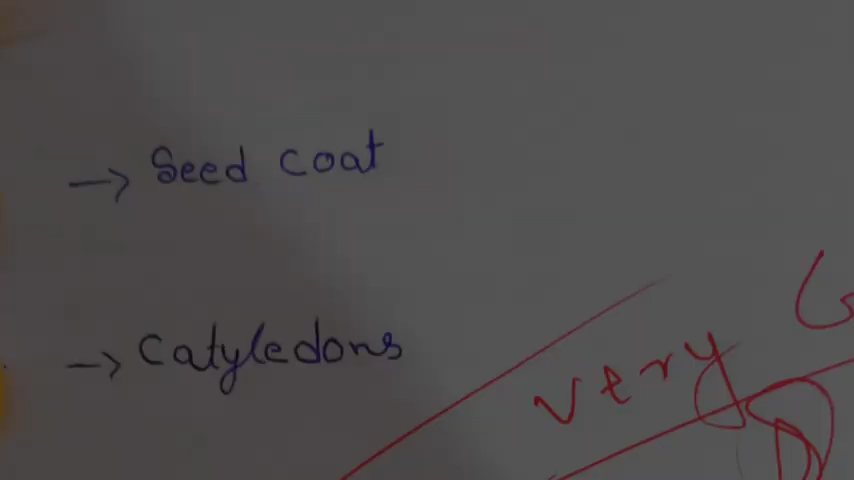 → Seed coat
→ Catyledons
very G